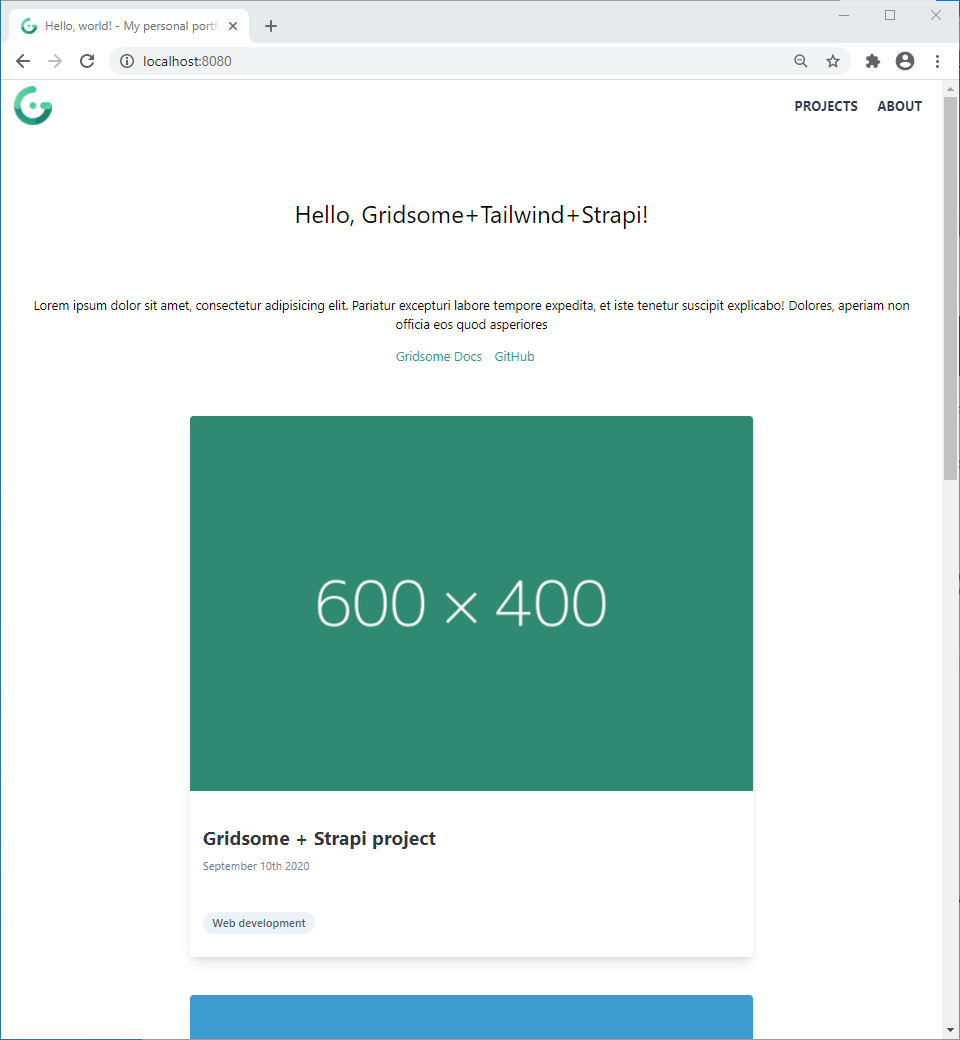 Hello, world! - My personal portf
localhost:8080
PROJECTS ABOUT
Hello, Gridsome+Tailwind+Strapi!
Lorem ipsum dolor sit amet, consectetur adipisicing elit. Pariatur excepturi labore tempore expedita, et iste tenetur suscipit explicabo! Dolores, aperiam non
officia eos quod asperiores
Gridsome Docs GitHub
600 × 400
Gridsome + Strapi project
September 10th 2020
Web development